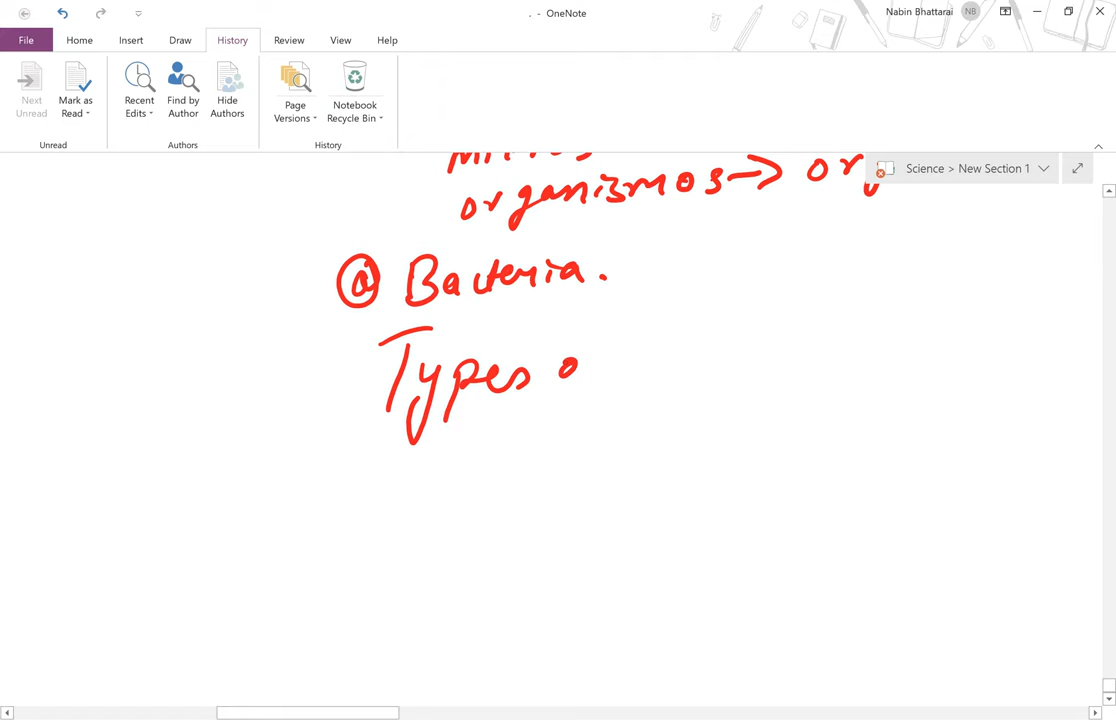 . - OneNote
Nabin Bhattarai NB
File Home Insert Draw History Review View Help
Next Unread
Mark as Read
Recent Edits
Find by Author
Hide Authors
Page Versions
Notebook Recycle Bin
Unread Authors History
Science > New Section 1
organismos → org
@ Bacteria.
Types o